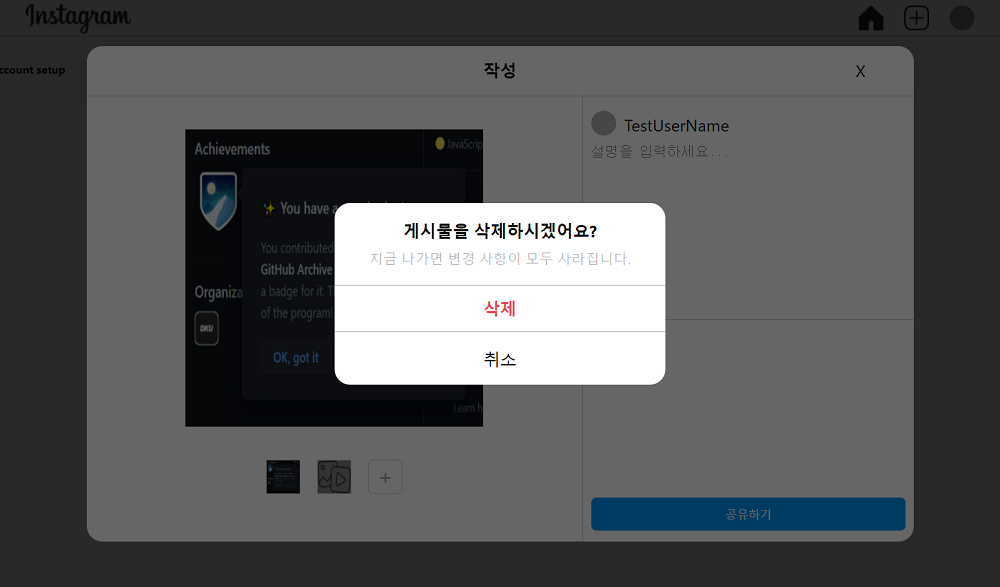 Instagram
ccount setup
작성
X
Achievements
JavaScrip
✨ You have a
You contributed
GitHub Archive
a badge for it. T
of the program!
Organiza
DKU
OK, got it
Learn h
TestUserName
설명을 입력하세요...
게시물을 삭제하시겠어요?
지금 나가면 변경 사항이 모두 사라집니다.
삭제
취소
+
공유하기